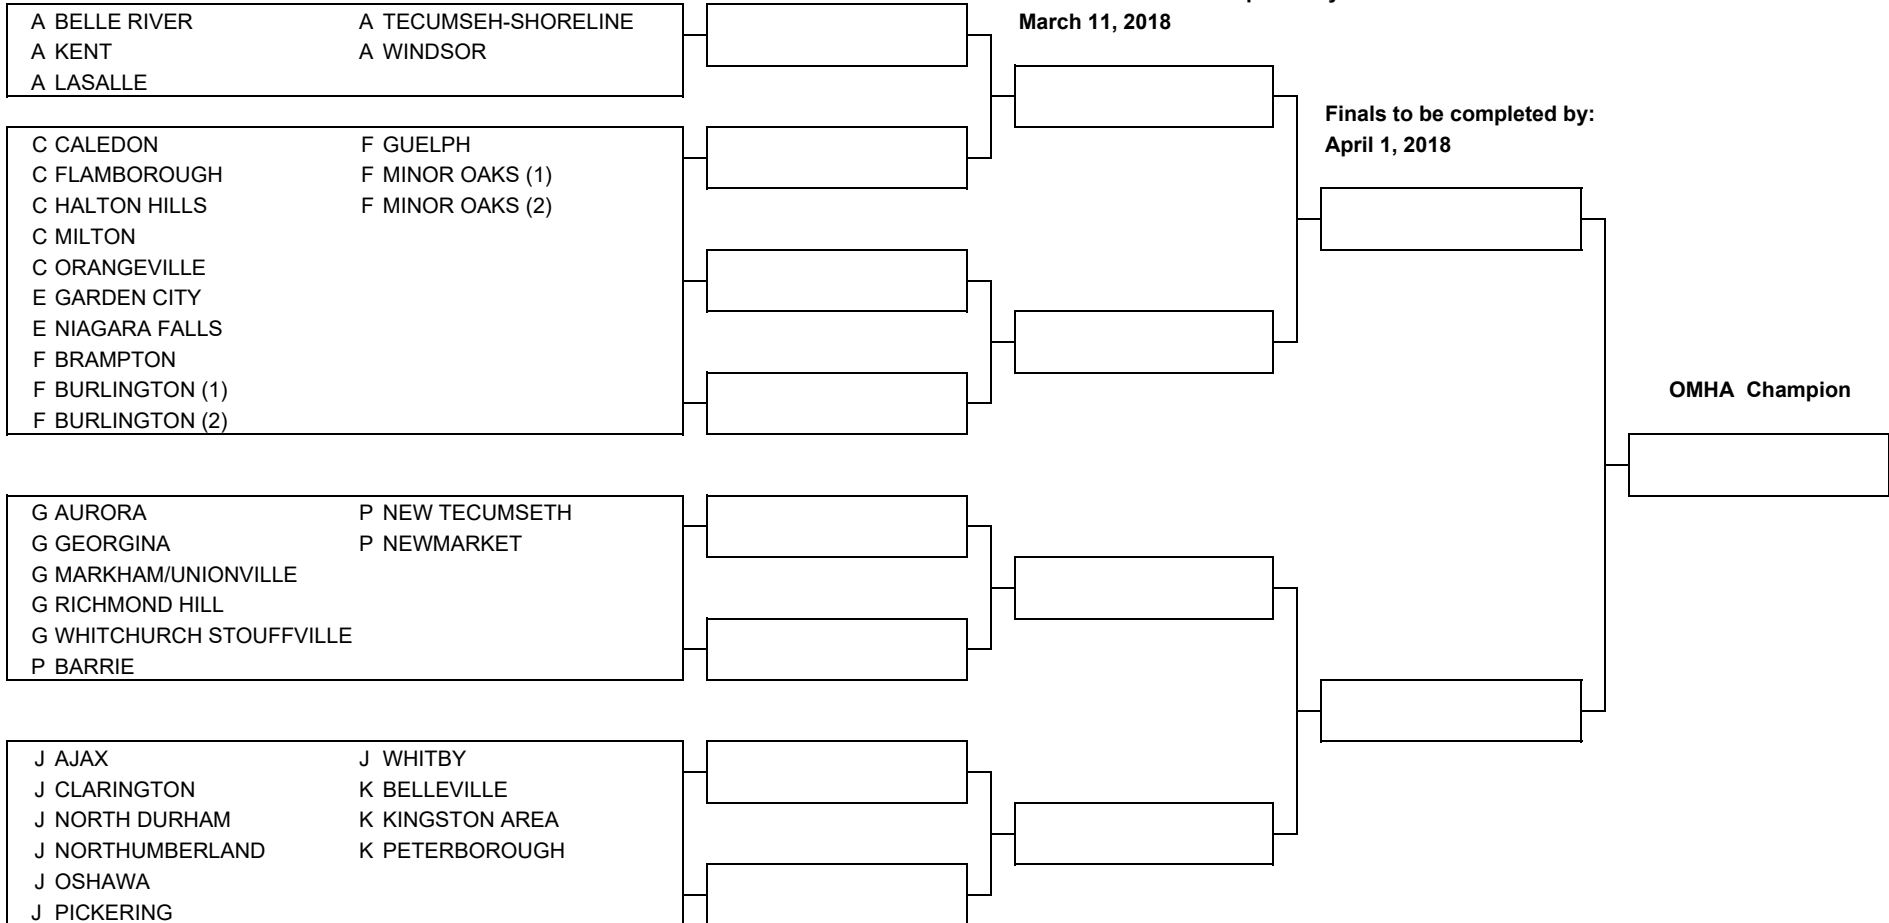 March 11, 2018
A BELLE RIVER A TECUMSEH-SHORELINE
A KENT A WINDSOR
A LASALLE
Finals to be completed by:
April 1, 2018
C CALEDON F GUELPH
C FLAMBOROUGH F MINOR OAKS (1)
C HALTON HILLS F MINOR OAKS (2)
C MILTON
C ORANGEVILLE
E GARDEN CITY
E NIAGARA FALLS
F BRAMPTON
F BURLINGTON (1)
F BURLINGTON (2)
OMHA Champion
G AURORA P NEW TECUMSETH
G GEORGINA P NEWMARKET
G MARKHAM/UNIONVILLE
G RICHMOND HILL
G WHITCHURCH STOUFFVILLE
P BARRIE
J AJAX J WHITBY
J CLARINGTON K BELLEVILLE
J NORTH DURHAM K KINGSTON AREA
J NORTHUMBERLAND K PETERBOROUGH
J OSHAWA
J PICKERING